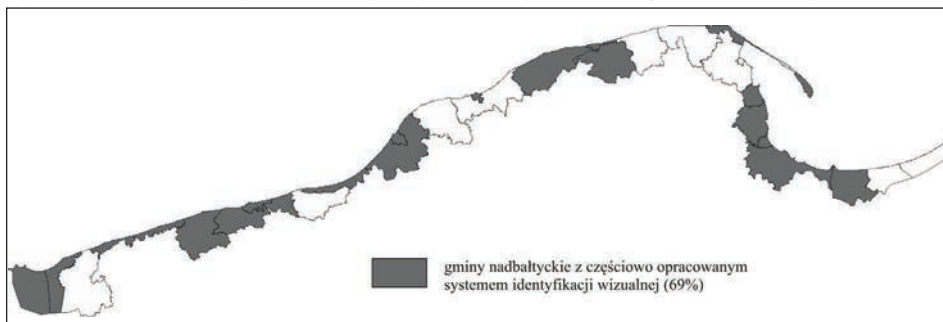 gminy nadbałtyckie z częściowo opracowanym
systemem identyfikacji wizualnej (69%)